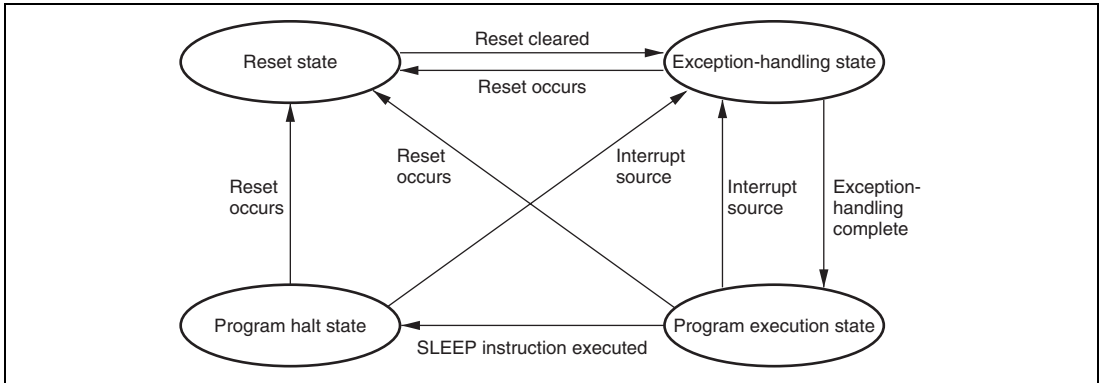 Reset cleared
Reset state
Exception-handling state
Reset occurs
Reset
occurs
Interrupt
source
Reset
occurs
Interrupt
source
Exception-
handling
complete
Program halt state
Program execution state
SLEEP instruction executed